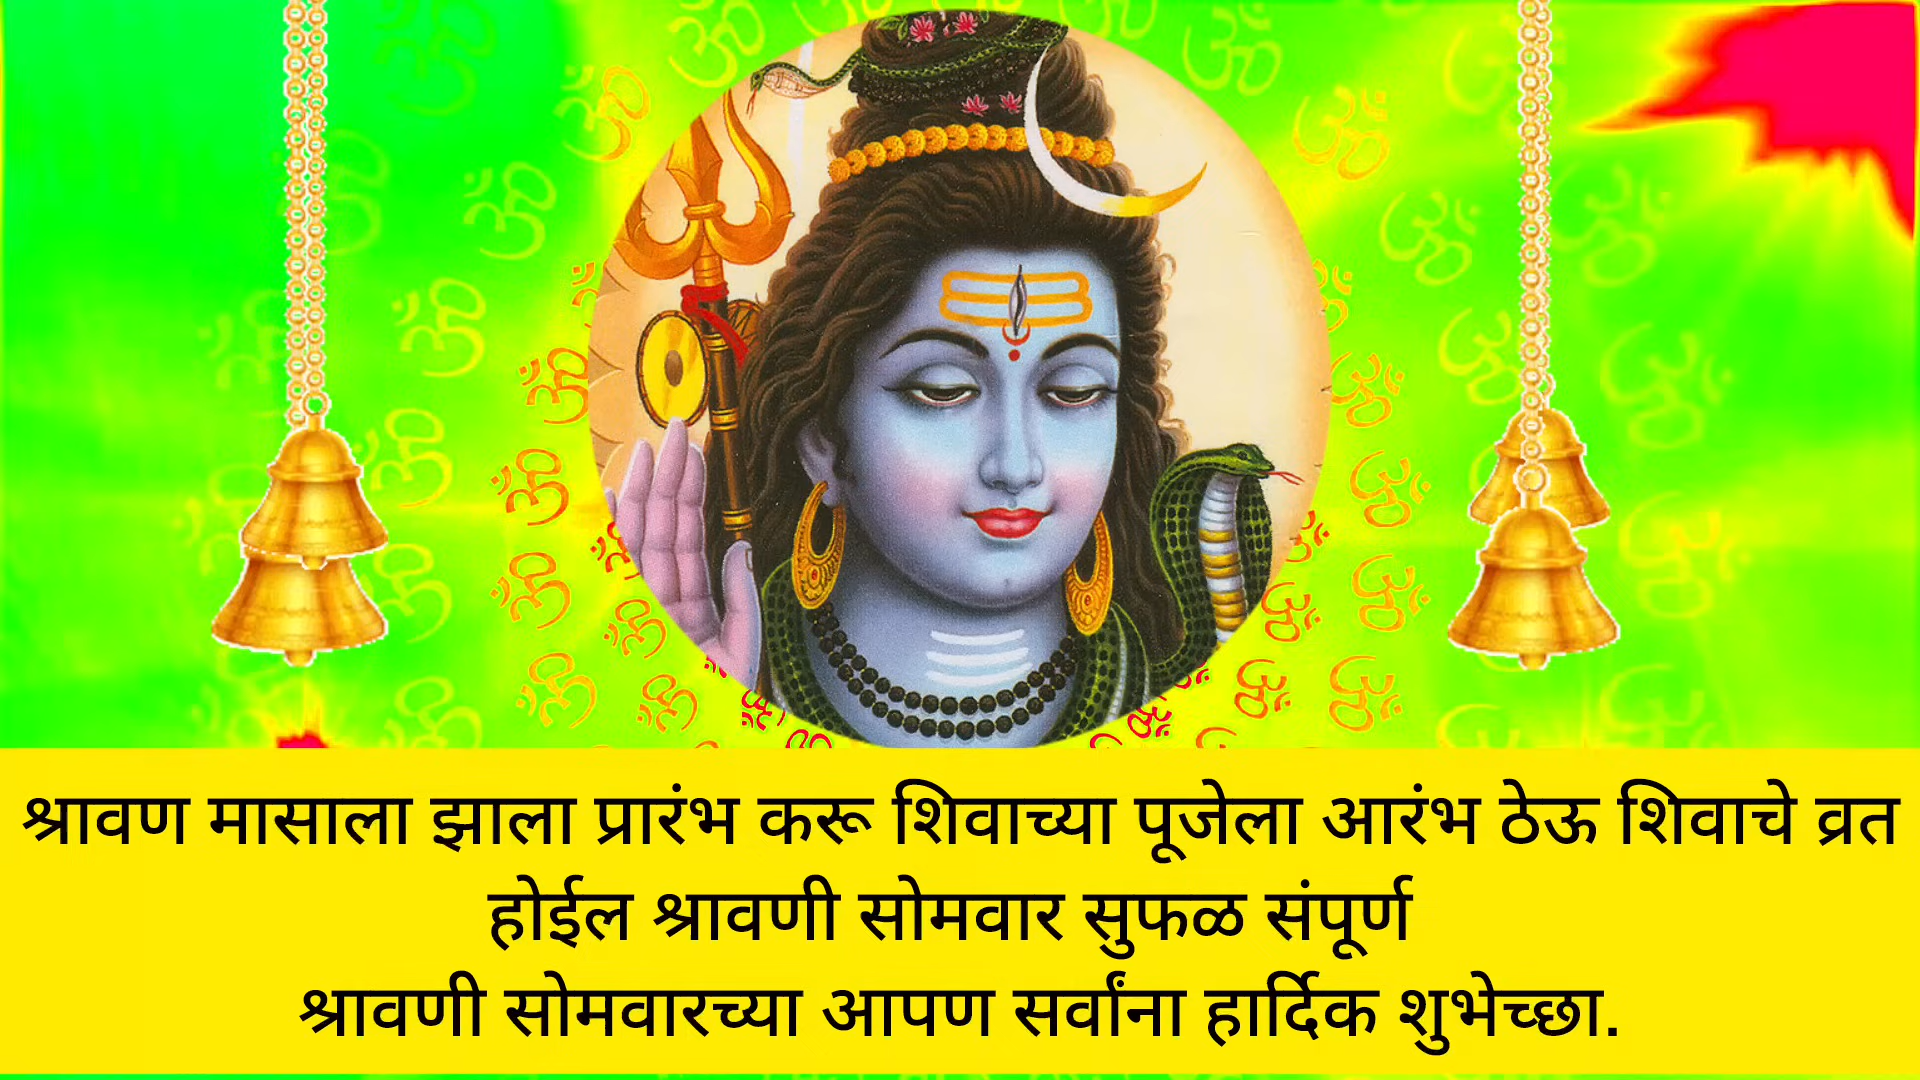 श्रावण मासाला झाला प्रारंभ करू शिवाच्या पूजेला आरंभ ठेऊ शिवाचे व्रत
होईल श्रावणी सोमवार सुफळ संपूर्ण
श्रावणी सोमवारच्या आपण सर्वांना हार्दिक शुभेच्छा.